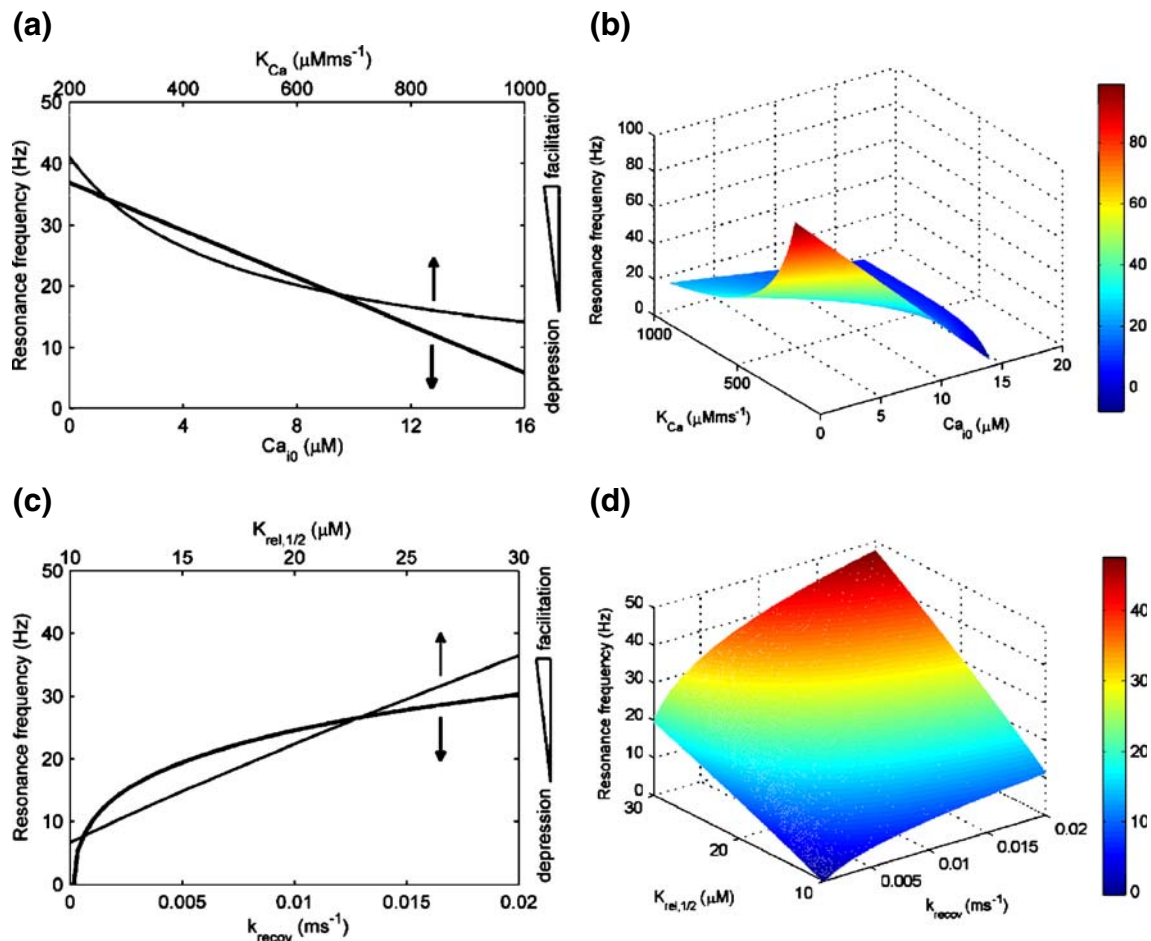 (a)
K_Ca (μMms⁻¹)
200 400 600 800 1000
50
40
30
20
10
0
Resonance frequency (Hz)
0 4 8 12 16
Ca_i0 (μM)
depression facilitation
(b)
100
80
60
40
20
0
Resonance frequency (Hz)
1000
500
0
K_Ca (μMms⁻¹)
5 10 15 20
Ca_i0 (μM)
80
60
40
20
0
(c)
K_rel,1/2 (μM)
10 15 20 25 30
50
40
30
20
10
0
Resonance frequency (Hz)
0 0.005 0.01 0.015 0.02
k_recov (ms⁻¹)
depression facilitation
(d)
50
40
30
20
10
0
Resonance frequency (Hz)
30
20
10
K_rel,1/2 (μM)
0.005 0.01 0.015 0.02
k_recov (ms⁻¹)
40
30
20
10
0